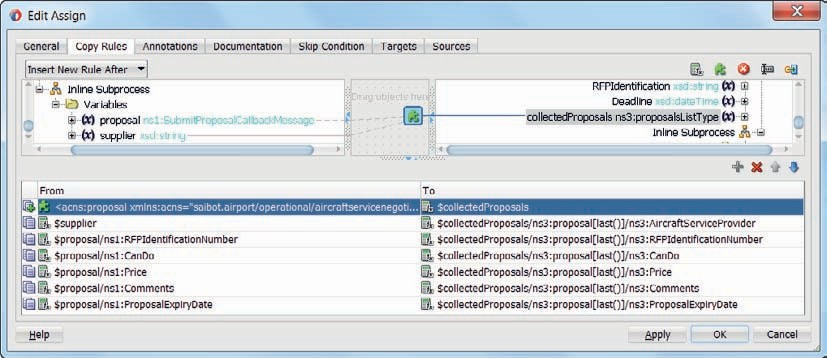 Edit Assign
General Copy Rules Annotations Documentation Skip Condition Targets Sources
Insert New Rule After
Inline Subprocess
Variables
proposal ns1:SubmitProposalCallbackMessage
supplier xsd:string
Drag objects here
RFPIdentification xsd:string
Deadline xsd:dateTime
collectedProposals ns3:proposalsListType
Inline Subprocess
From To
<acns:proposal xmlns:acns="saibot.airport/operational/aircraftservicenegoti... $collectedProposals
$supplier $collectedProposals/ns3:proposal[last()]/ns3:AircraftServiceProvider
$proposal/ns1:RFPIdentificationNumber $collectedProposals/ns3:proposal[last()]/ns3:RFPIdentificationNumber
$proposal/ns1:CanDo $collectedProposals/ns3:proposal[last()]/ns3:CanDo
$proposal/ns1:Price $collectedProposals/ns3:proposal[last()]/ns3:Price
$proposal/ns1:Comments $collectedProposals/ns3:proposal[last()]/ns3:Comments
$proposal/ns1:ProposalExpiryDate $collectedProposals/ns3:proposal[last()]/ns3:ProposalExpiryDate
Help Apply OK Cancel